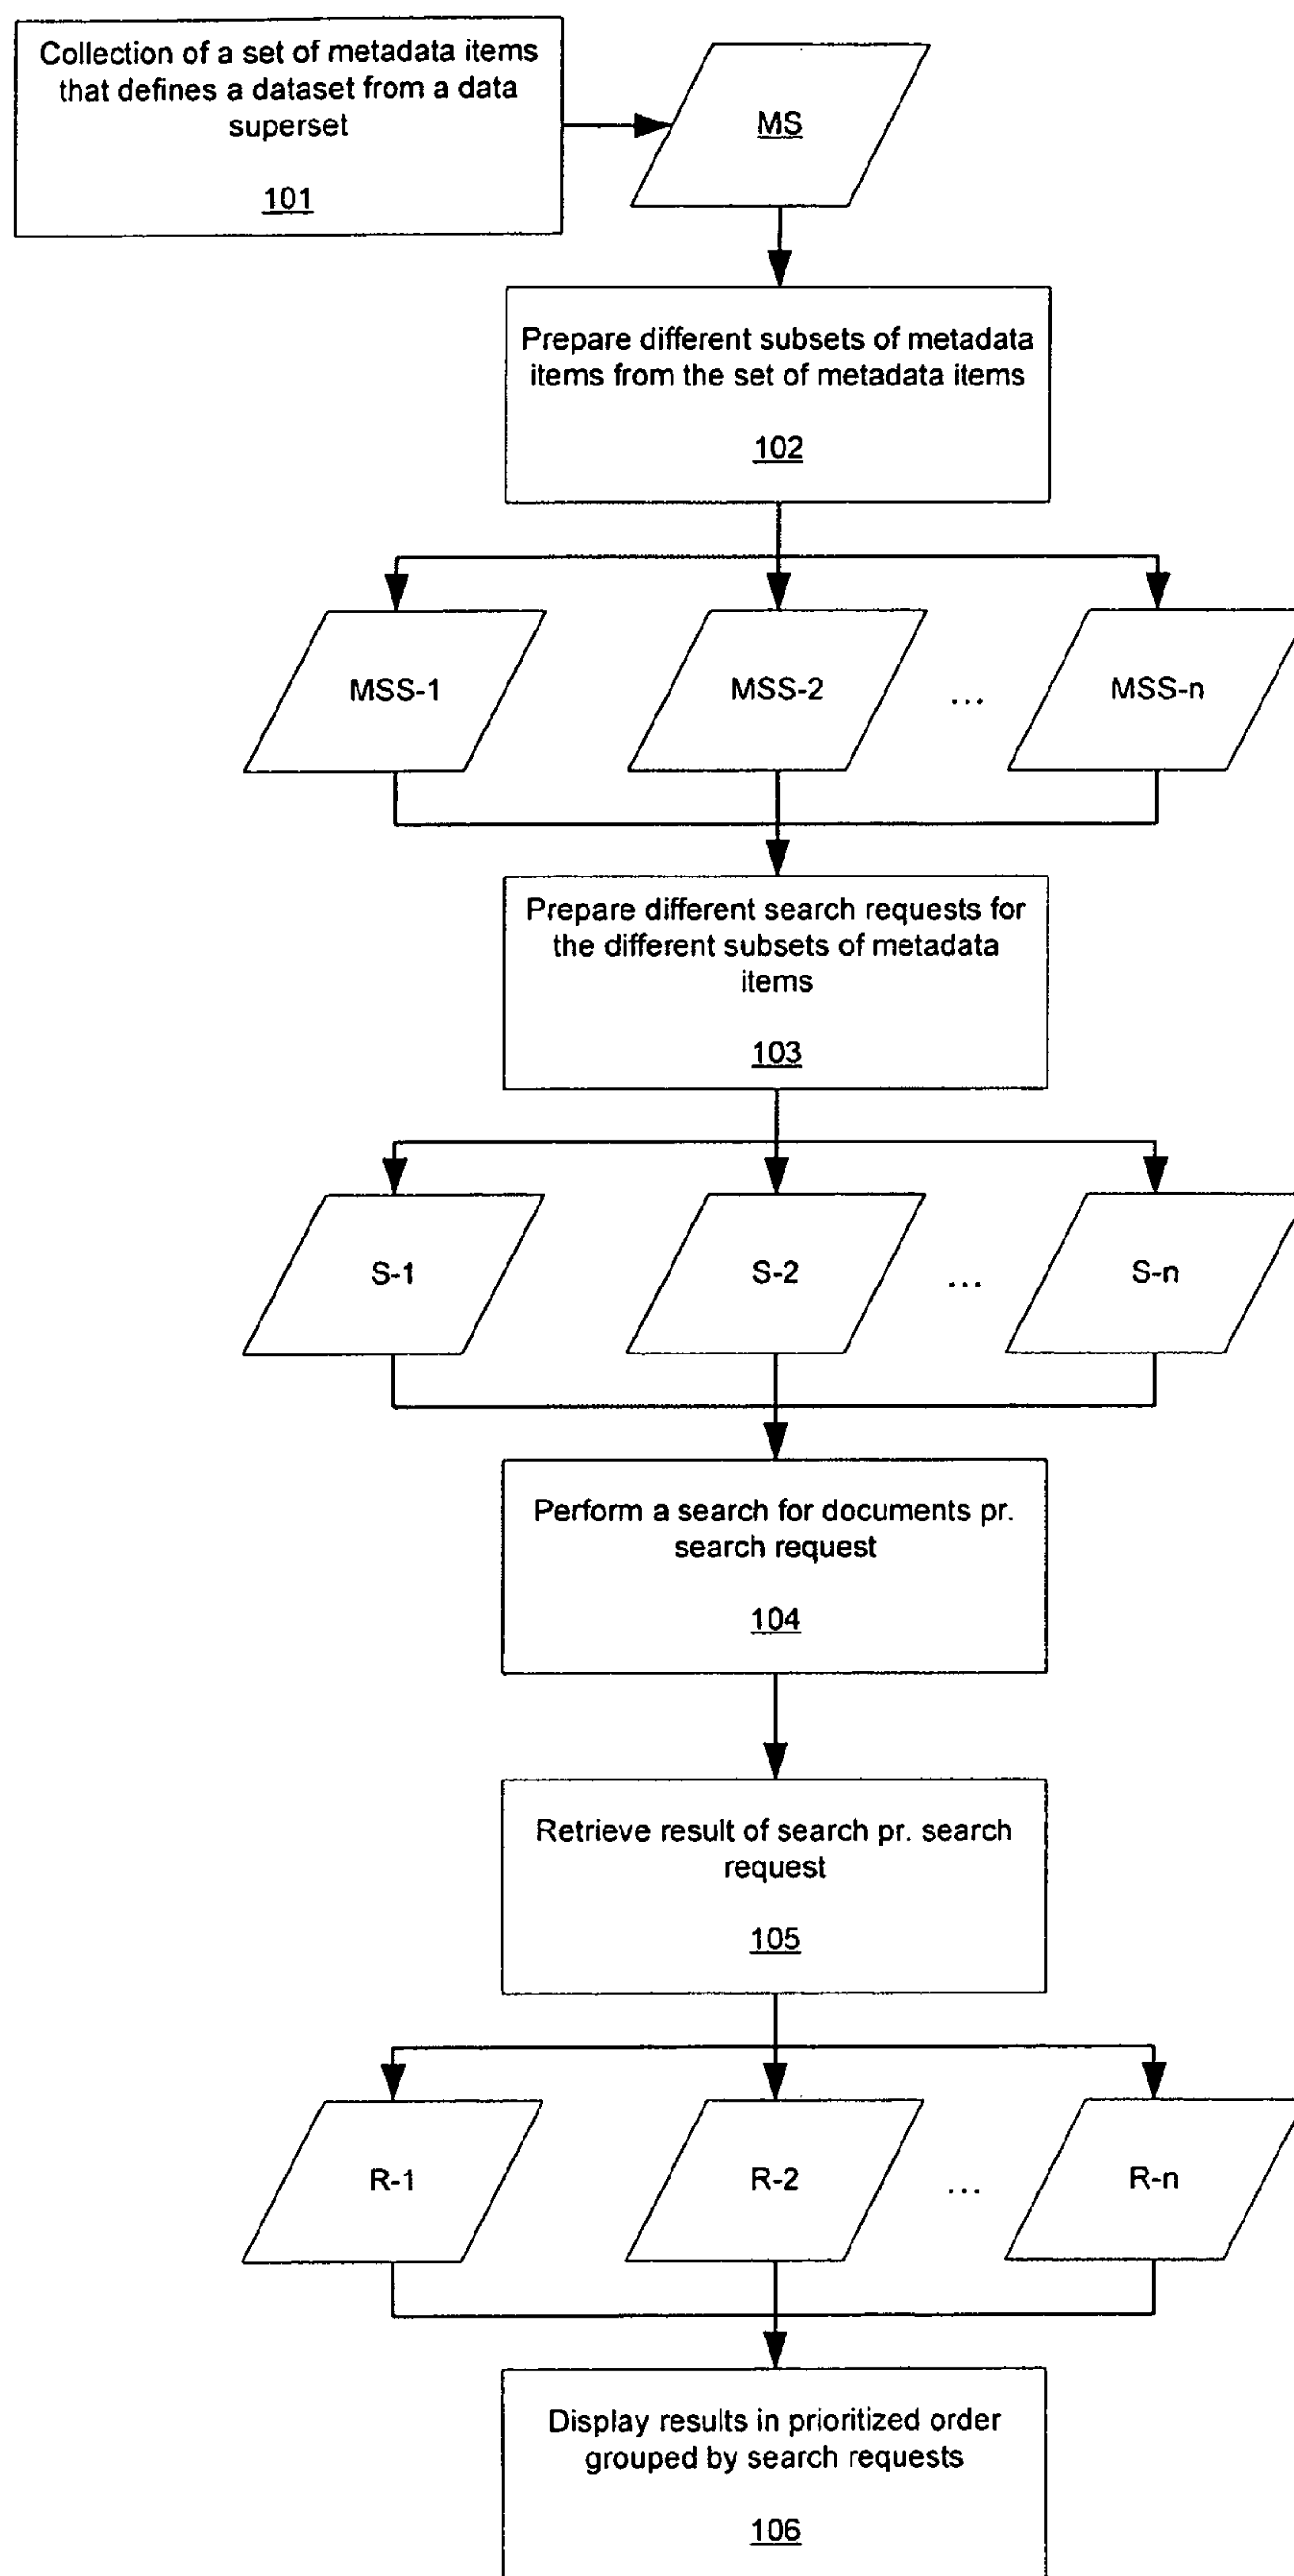 Collection of a set of metadata items
that defines a dataset from a data
superset
101
MS
Prepare different subsets of metadata
items from the set of metadata items
102
MSS-1
MSS-2
...
MSS-n
Prepare different search requests for
the different subsets of metadata
items
103
S-1
S-2
...
S-n
Perform a search for documents pr.
search request
104
Retrieve result of search pr. search
request
105
R-1
R-2
...
R-n
Display results in prioritized order
grouped by search requests
106